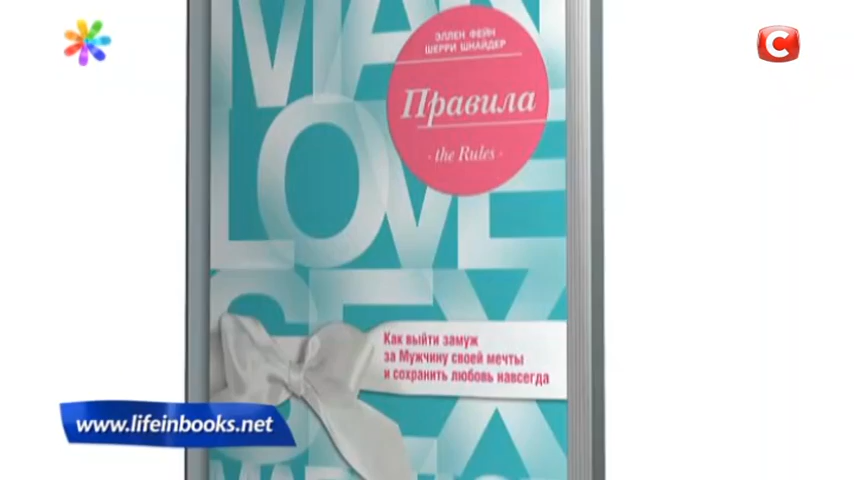 MAN
ЭЛЛЕН ФЕЙН
ШЕРРИ ШНАЙДЕР
Правила
- the Rules -
LOVE
SEX
Как выйти замуж
за Мужчину своей мечты
и сохранить любовь навсегда
www.lifeinbooks.net
C